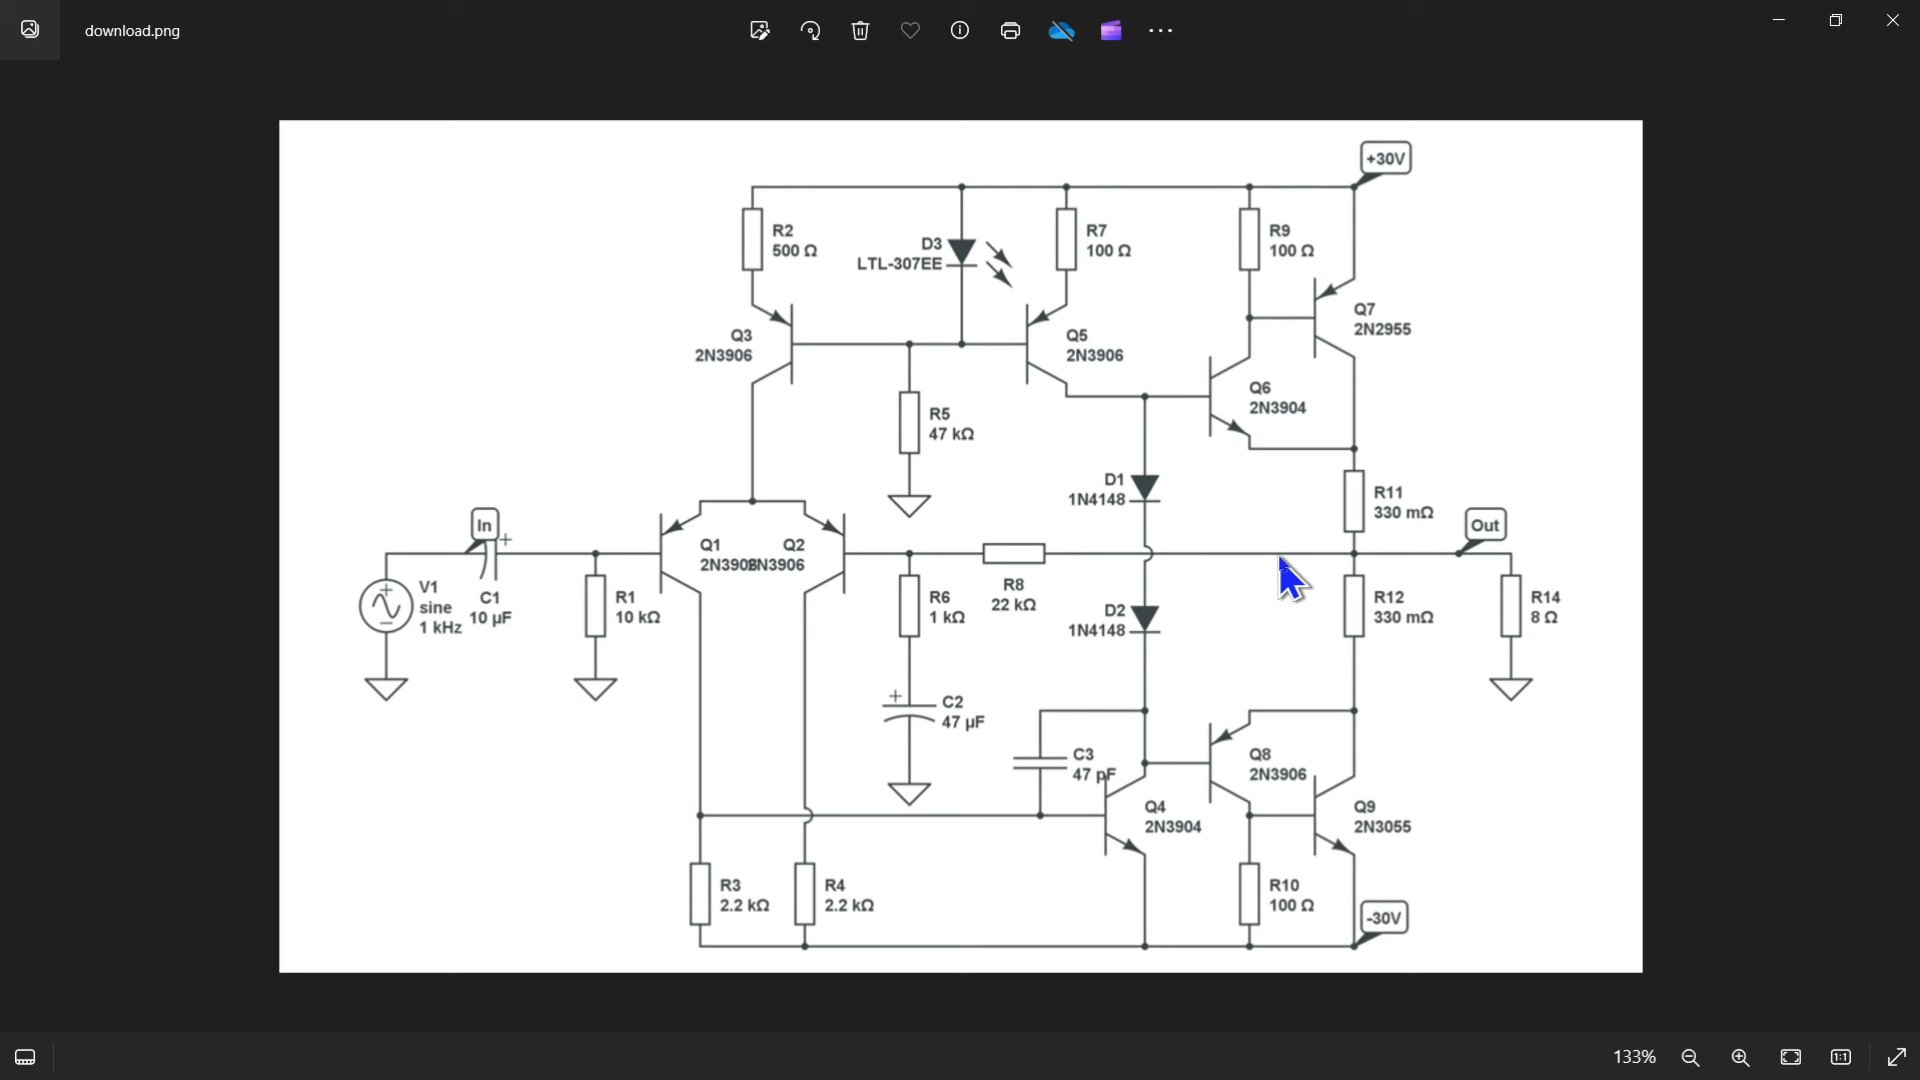 download.png
+30V
R2
500 Ω
D3
LTL-307EE
R7
100 Ω
R9
100 Ω
Q3
2N3906
Q5
2N3906
Q7
2N2955
Q6
2N3904
R5
47 kΩ
D1
1N4148
R11
330 mΩ
In
Out
+
V1
sine
1 kHz
C1
10 µF
R1
10 kΩ
Q1
2N3906
Q2
2N3906
R6
1 kΩ
R8
22 kΩ
D2
1N4148
R12
330 mΩ
R14
8 Ω
+
C2
47 µF
C3
47 pF
Q4
2N3904
Q8
2N3906
Q9
2N3055
R3
2.2 kΩ
R4
2.2 kΩ
R10
100 Ω
-30V
133%
1:1